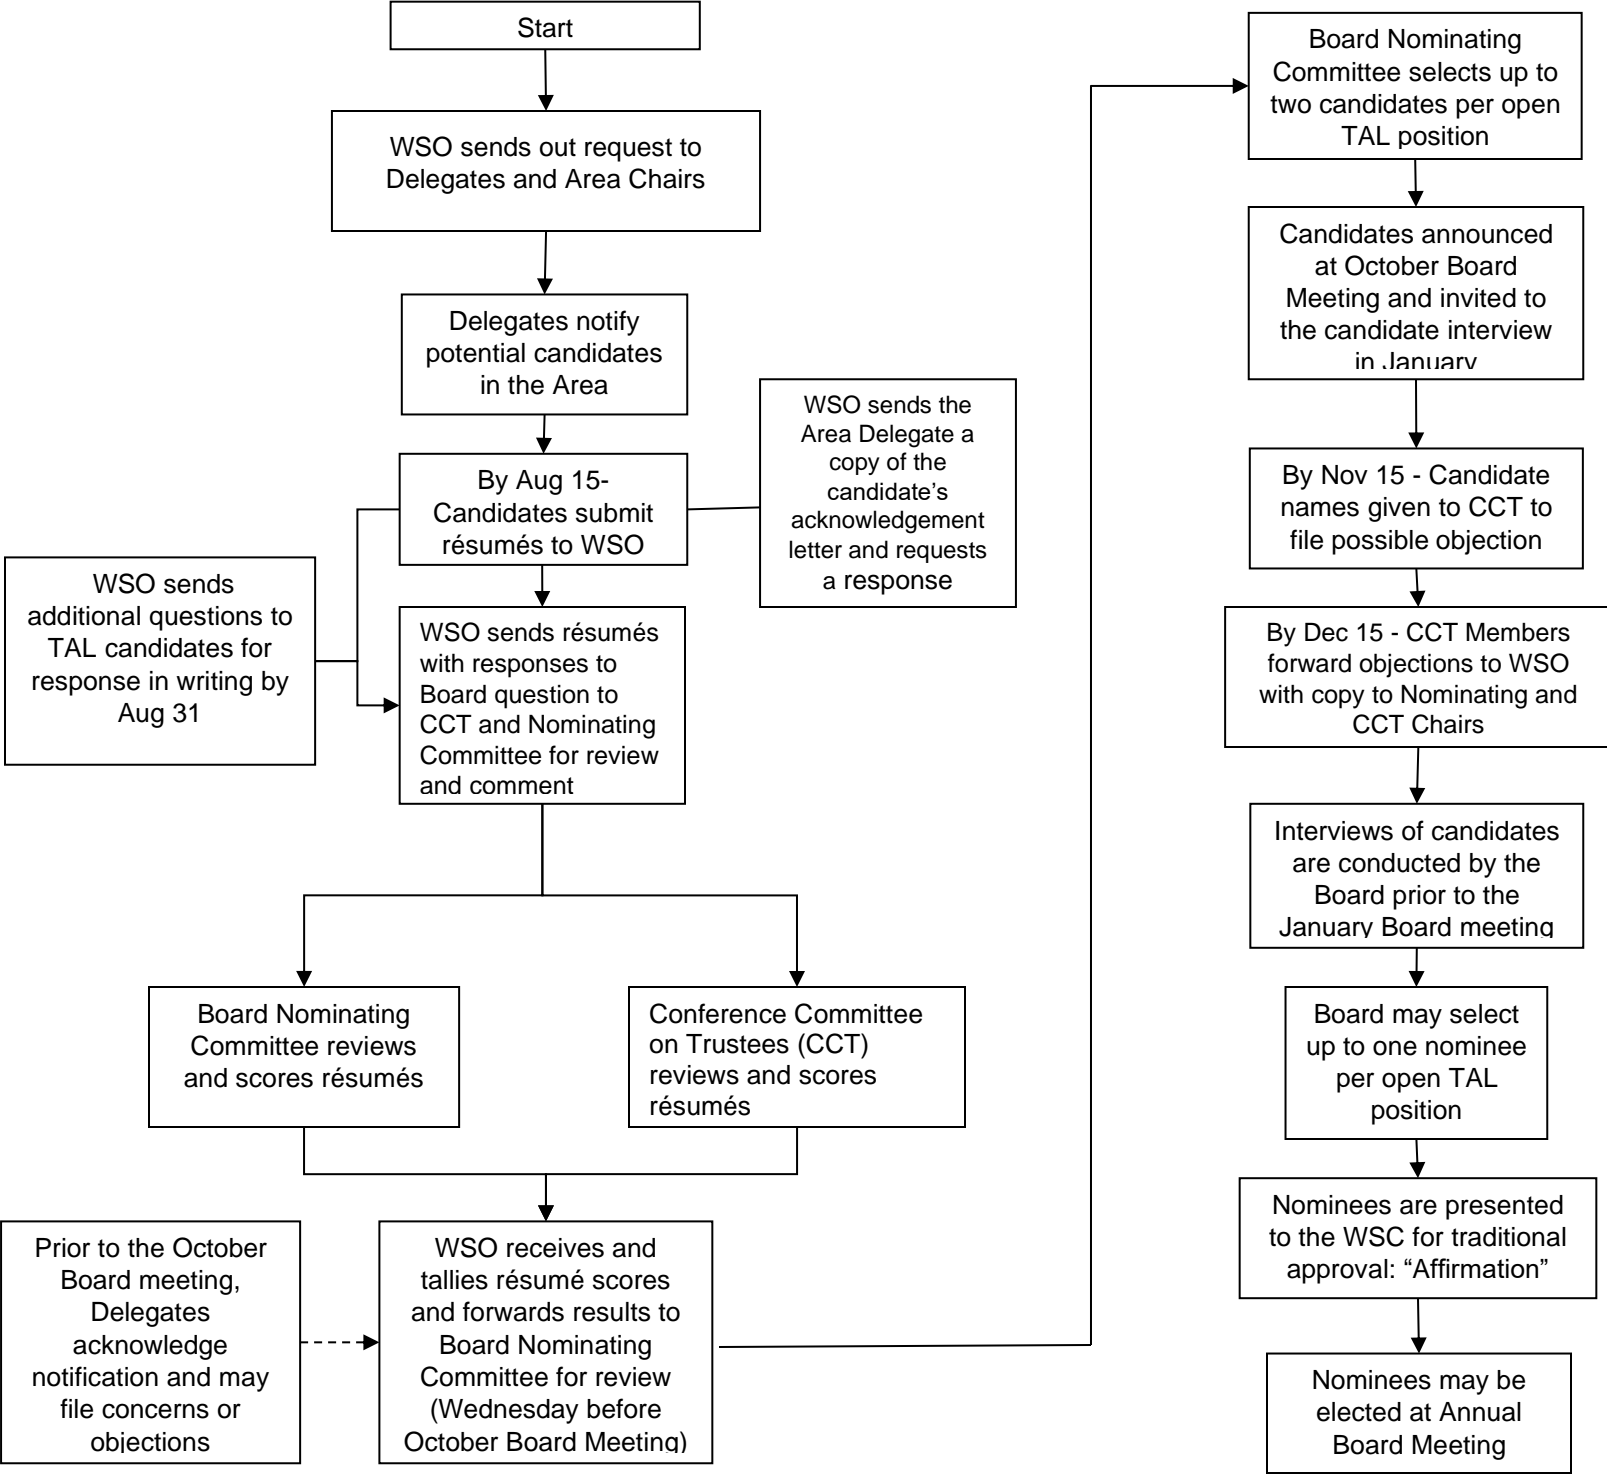 Start
WSO sends out request to
Delegates and Area Chairs
Delegates notify
potential candidates
in the Area
By Aug 15-
Candidates submit
résumés to WSO
WSO sends the
Area Delegate a
copy of the
candidate’s
acknowledgement
letter and requests
a response
WSO sends
additional questions to
TAL candidates for
response in writing by
Aug 31
WSO sends résumés
with responses to
Board question to
CCT and Nominating
Committee for review
and comment
Board Nominating
Committee reviews
and scores résumés
Conference Committee
on Trustees (CCT)
reviews and scores
résumés
Prior to the October
Board meeting,
Delegates
acknowledge
notification and may
file concerns or
objections
WSO receives and
tallies résumé scores
and forwards results to
Board Nominating
Committee for review
(Wednesday before
October Board Meeting)
Board Nominating
Committee selects up to
two candidates per open
TAL position
Candidates announced
at October Board
Meeting and invited to
the candidate interview
in January
By Nov 15 - Candidate
names given to CCT to
file possible objection
By Dec 15 - CCT Members
forward objections to WSO
with copy to Nominating and
CCT Chairs
Interviews of candidates
are conducted by the
Board prior to the
January Board meeting
Board may select
up to one nominee
per open TAL
position
Nominees are presented
to the WSC for traditional
approval: “Affirmation”
Nominees may be
elected at Annual
Board Meeting